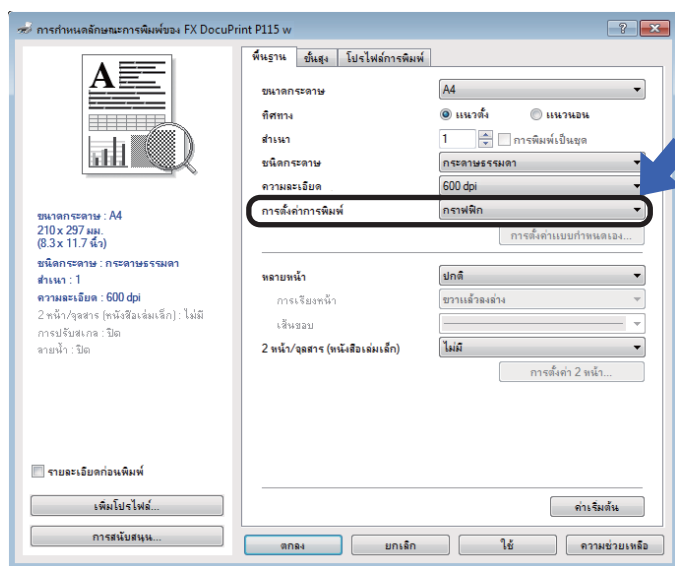 การกำหนดลักษณะการพิมพ์ของ FX DocuPrint P115 w
พื้นฐาน ขั้นสูง โปรไฟล์การพิมพ์
ขนาดกระดาษ A4
ทิศทาง แนวตั้ง แนวนอน
สำเนา 1 การพิมพ์เป็นชุด
ชนิดกระดาษ กระดาษธรรมดา
ความละเอียด 600 dpi
การตั้งค่าการพิมพ์ กราฟฟิก
การตั้งค่าแบบกำหนดเอง...
หลายหน้า ปกติ
การเรียงหน้า ขวาแล้วลงล่าง
เส้นขอบ
2 หน้า/จุลสาร (หนังสือเล่มเล็ก) ไม่มี
การตั้งค่า 2 หน้า...
A
ขนาดกระดาษ : A4
210 x 297 มม.
(8.3 x 11.7 นิ้ว)
ชนิดกระดาษ : กระดาษธรรมดา
สำเนา : 1
ความละเอียด : 600 dpi
2 หน้า/จุลสาร (หนังสือเล่มเล็ก) : ไม่มี
การปรับสเกล : ปิด
ลายน้ำ : ปิด
รายละเอียดก่อนพิมพ์
เพิ่มโปรไฟล์...
การสนับสนุน...
ค่าเริ่มต้น
ตกลง ยกเลิก ใช้ ความช่วยเหลือ